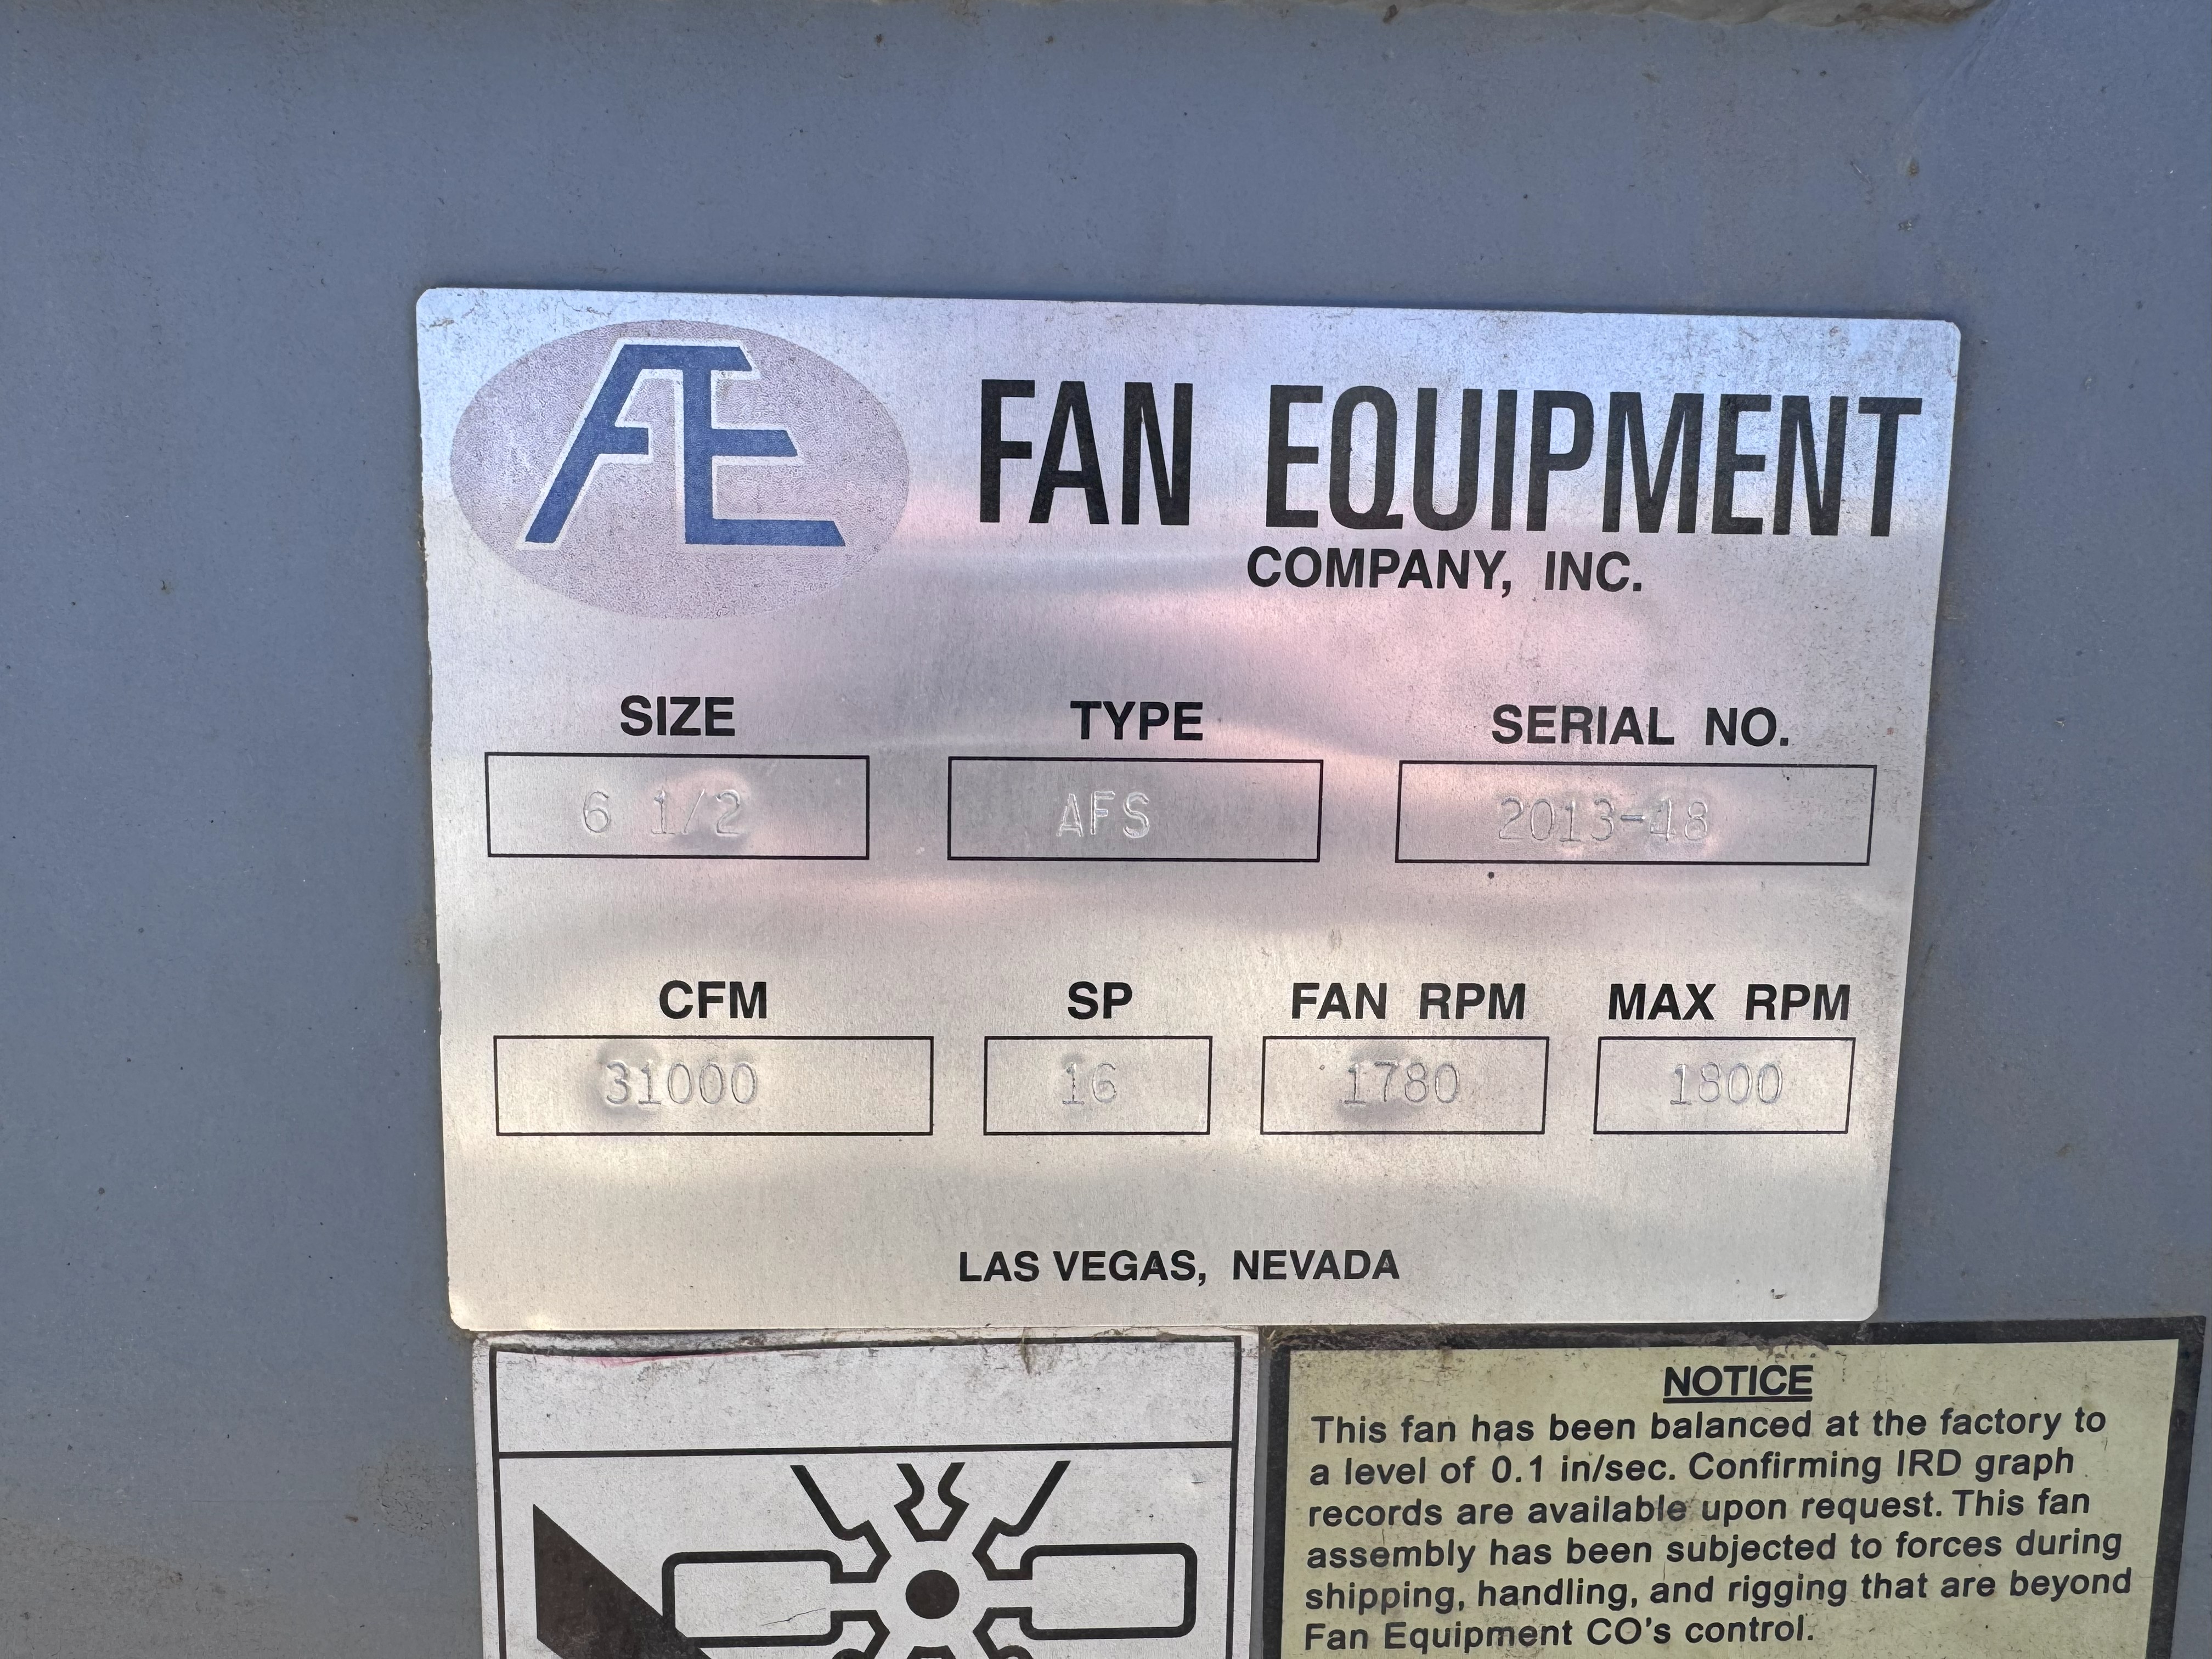 FE
FAN EQUIPMENT
COMPANY, INC.
SIZE TYPE SERIAL NO.
6 1/2 AFS 2013-48
CFM SP FAN RPM MAX RPM
31000 16 1780 1800
LAS VEGAS, NEVADA
NOTICE
This fan has been balanced at the factory to
a level of 0.1 in/sec. Confirming IRD graph
records are available upon request. This fan
assembly has been subjected to forces during
shipping, handling, and rigging that are beyond
Fan Equipment CO's control.